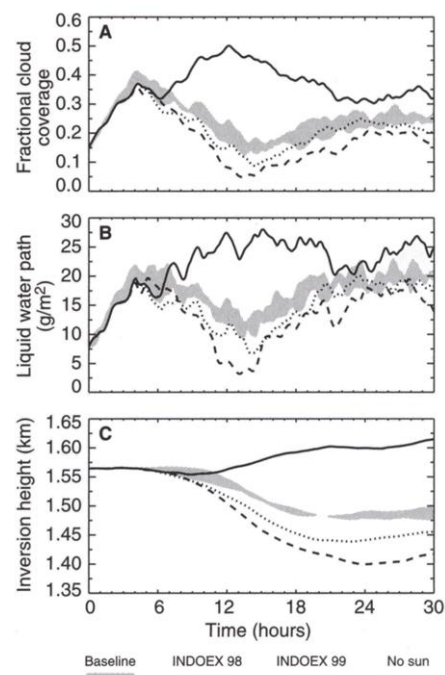 A
0.6
0.5
0.4
0.3
0.2
0.1
0.0
Fractional cloud
coverage
B
30
25
20
15
10
5
0
Liquid water path
(g/m²)
C
1.65
1.60
1.55
1.50
1.45
1.40
1.35
Inversion height (km)
0 6 12 18 24 30
Time (hours)
Baseline INDOEX 98 INDOEX 99 No sun